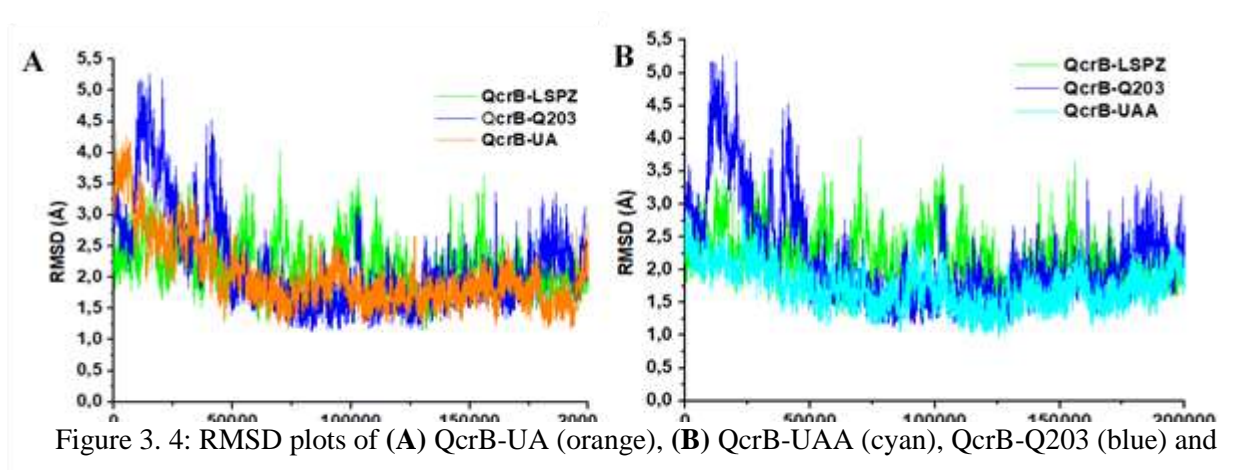 A
B
5,5
5,0
4,5
4,0
3,5
3,0
2,5
2,0
1,5
1,0
0,5
0,0
RMSD (Å)
QcrB-LSPZ
QcrB-Q203
QcrB-UA
0 50000 100000 150000 2000
5,5
5,0
4,5
4,0
3,5
3,0
2,5
2,0
1,5
1,0
0,5
0,0
RMSD (Å)
QcrB-LSPZ
QcrB-Q203
QcrB-UAA
0 50000 100000 150000 200000
Figure 3. 4: RMSD plots of (A) QcrB-UA (orange), (B) QcrB-UAA (cyan), QcrB-Q203 (blue) and